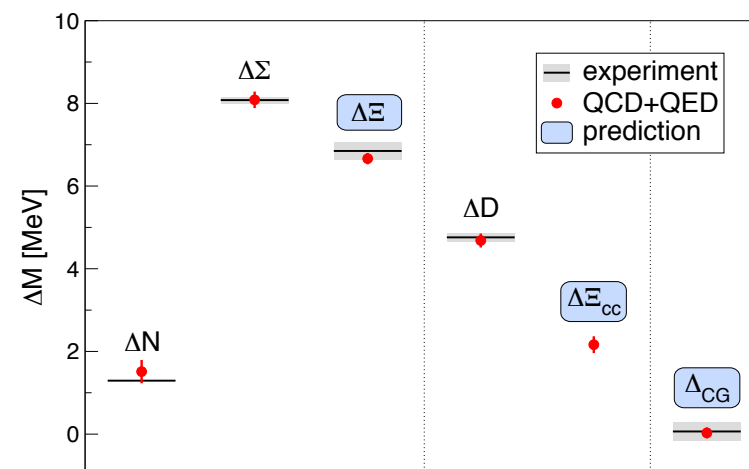 10
8
6
4
2
0
ΔM [MeV]
ΔN
ΔΣ
ΔΞ
ΔD
ΔΞcc
ΔCG
experiment
QCD+QED
prediction